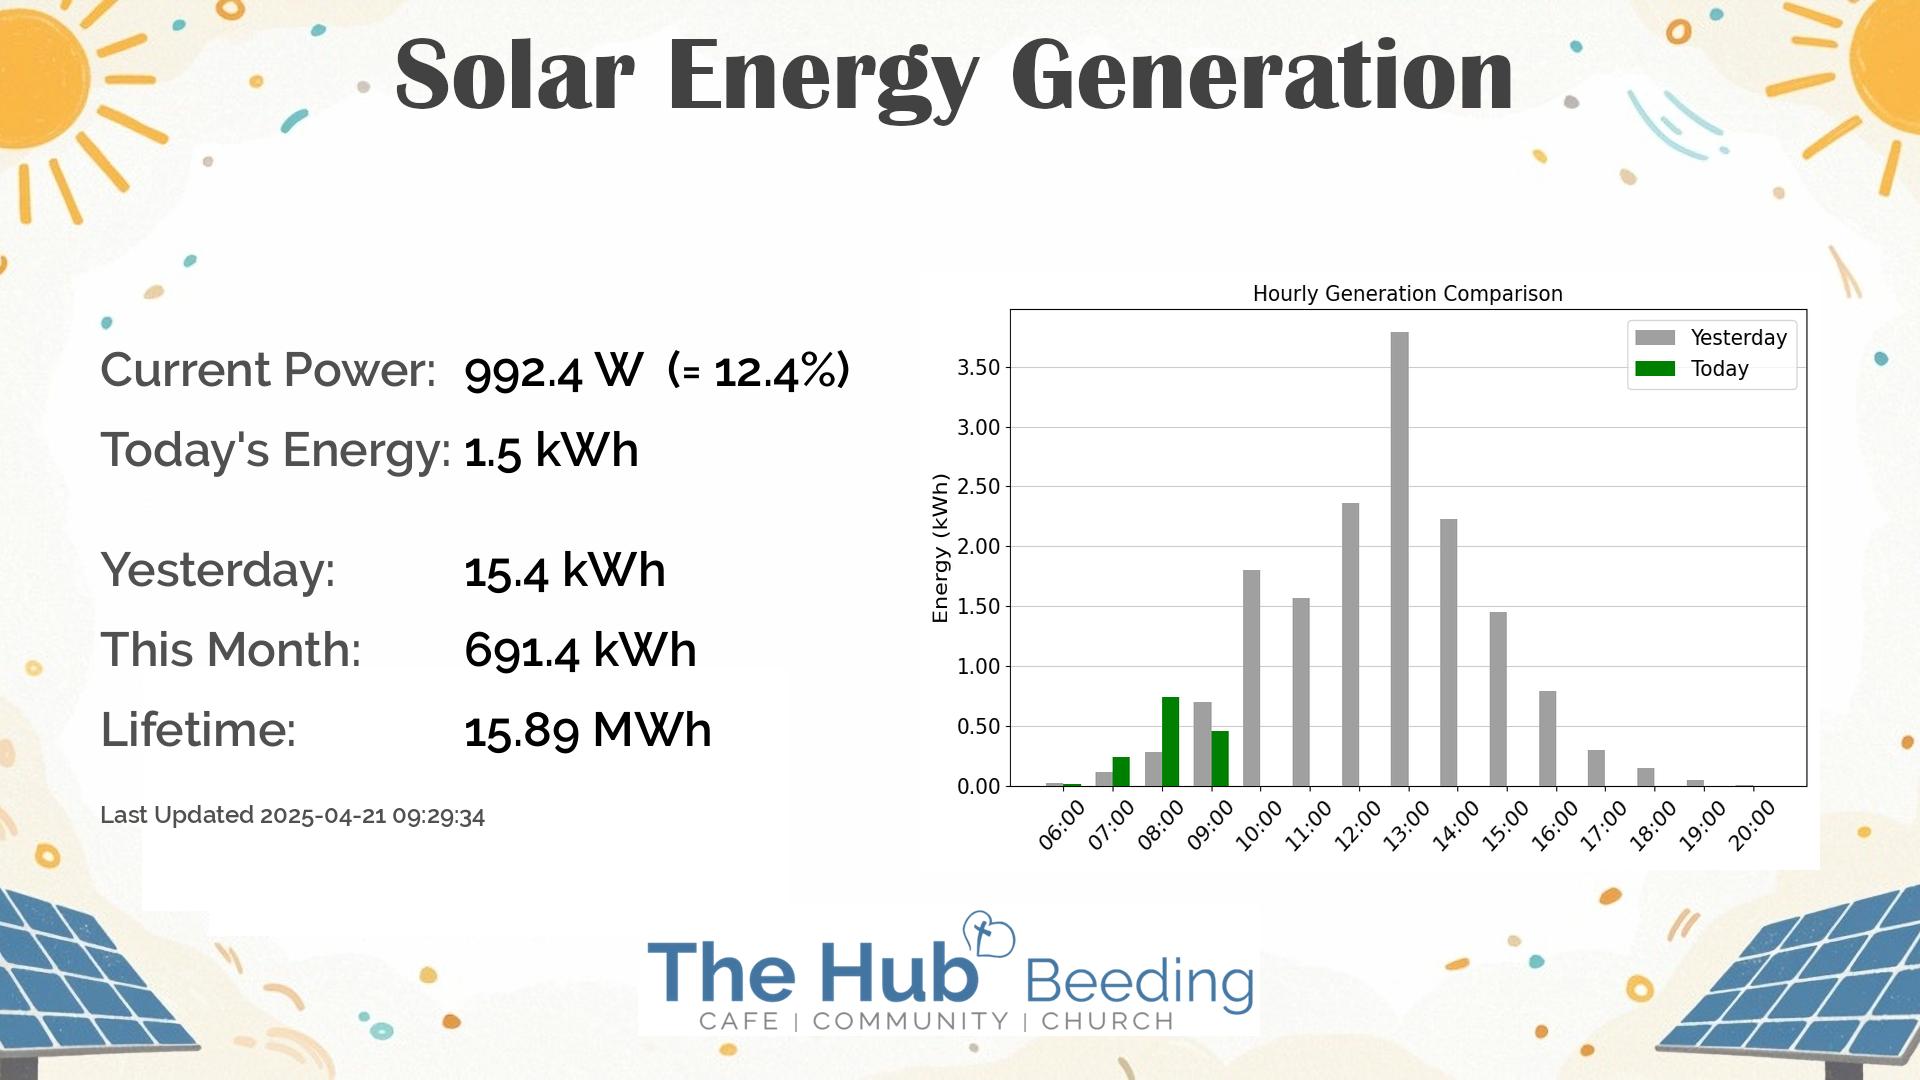 Solar Energy Generation
Current Power: 992.4 W (= 12.4%)
Today's Energy: 1.5 kWh
Yesterday: 15.4 kWh
This Month: 691.4 kWh
Lifetime: 15.89 MWh
Last Updated 2025-04-21 09:29:34
Hourly Generation Comparison
Yesterday
Today
Energy (kWh)
3.50
3.00
2.50
2.00
1.50
1.00
0.50
0.00
06:00 07:00 08:00 09:00 10:00 11:00 12:00 13:00 14:00 15:00 16:00 17:00 18:00 19:00 20:00
The Hub Beeding
CAFE | COMMUNITY | CHURCH